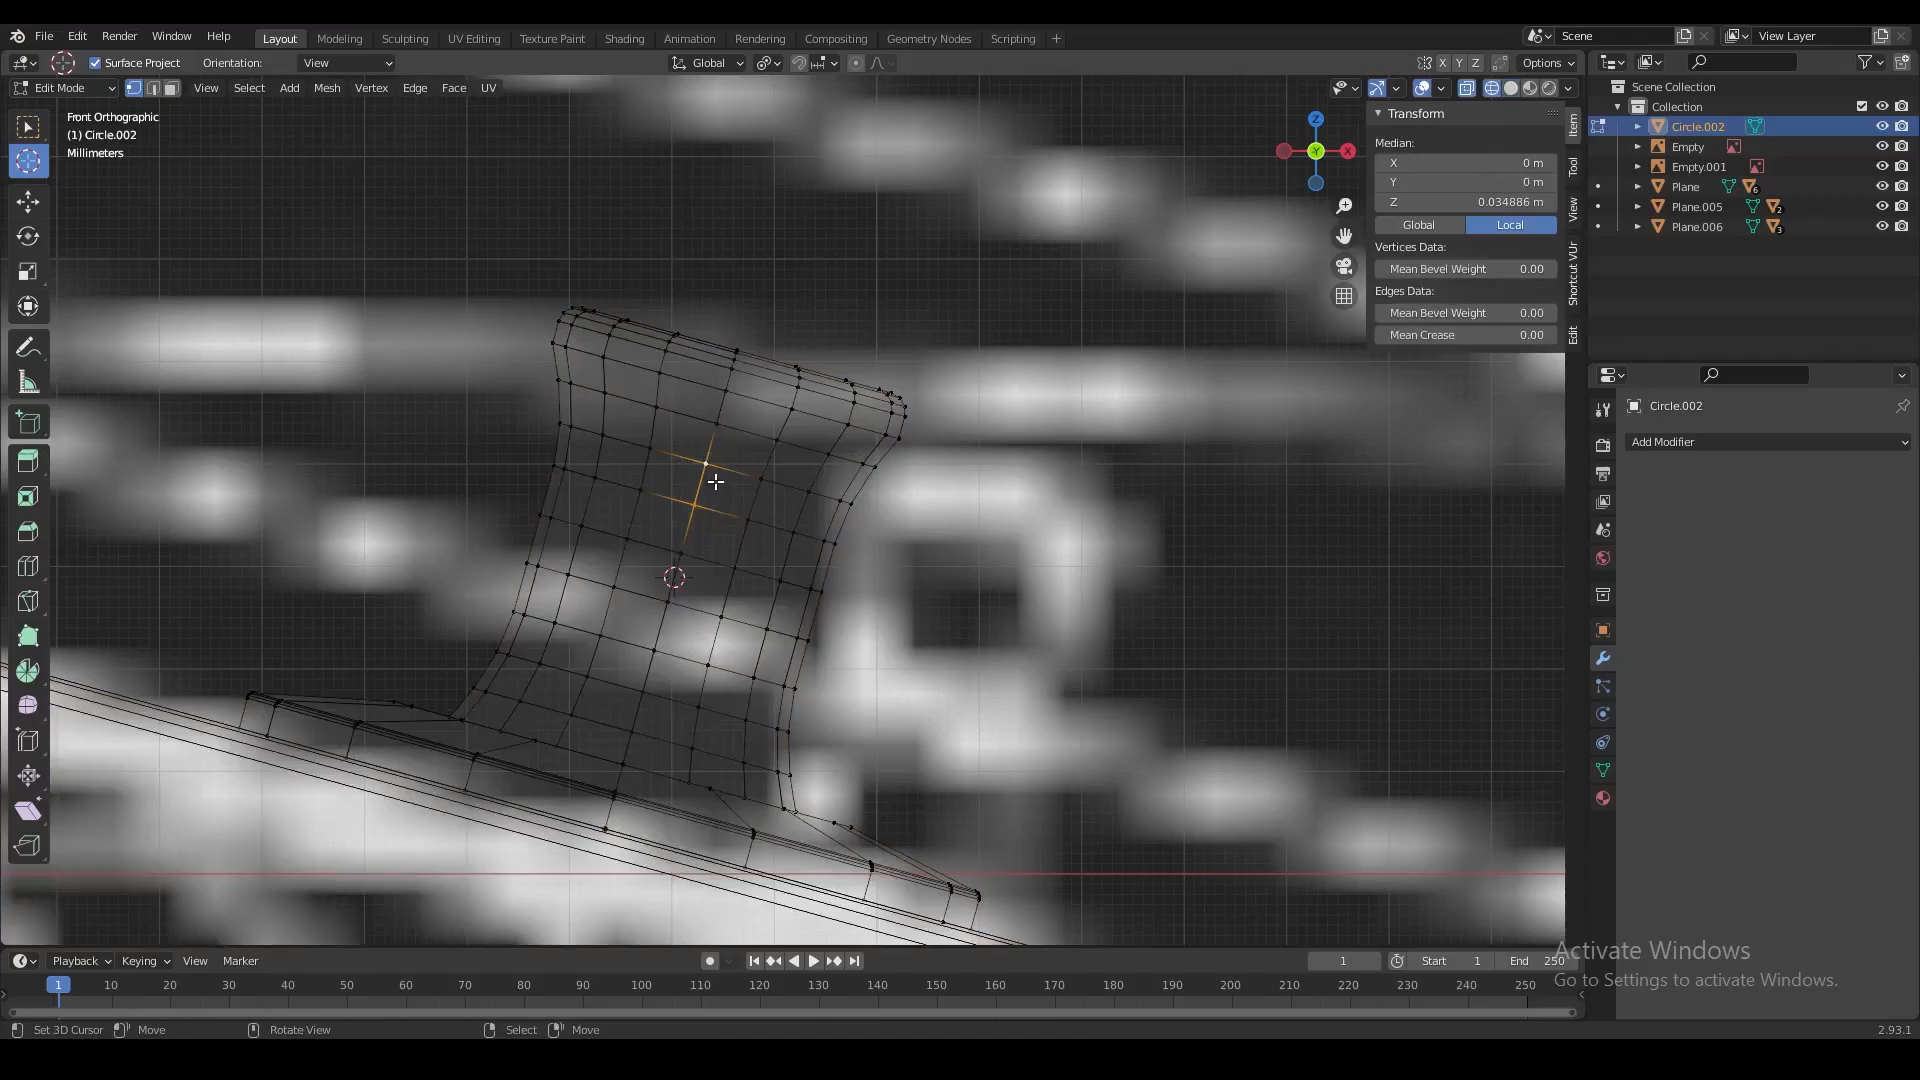 File Edit Render Window Help Layout Modeling Sculpting UV Editing Texture Paint Shading Animation Rendering Compositing Geometry Nodes Scripting + Scene View Layer
Surface Project Orientation: View Global X Y Z Options
Edit Mode View Select Add Mesh Vertex Edge Face UV
Front Orthographic
(1) Circle.002
Millimeters
Z
X
-Y
Transform
Median:
X 0 m
Y 0 m
Z 0.034886 m
Global Local
Vertices Data:
Mean Bevel Weight 0.00
Edges Data:
Mean Bevel Weight 0.00
Mean Crease 0.00
Item
Tool
View
Shortcut VUr
Edit
Scene Collection
Collection
Circle.002
Empty
Empty.001
Plane 6
Plane.005 2
Plane.006 3
Circle.002
Add Modifier
Activate Windows
Go to Settings to activate Windows.
Playback Keying View Marker 1 Start 1 End 250
1 10 20 30 40 50 60 70 80 90 100 110 120 130 140 150 160 170 180 190 200 210 220 230 240 250
Set 3D Cursor Move Rotate View Select Move 2.93.1